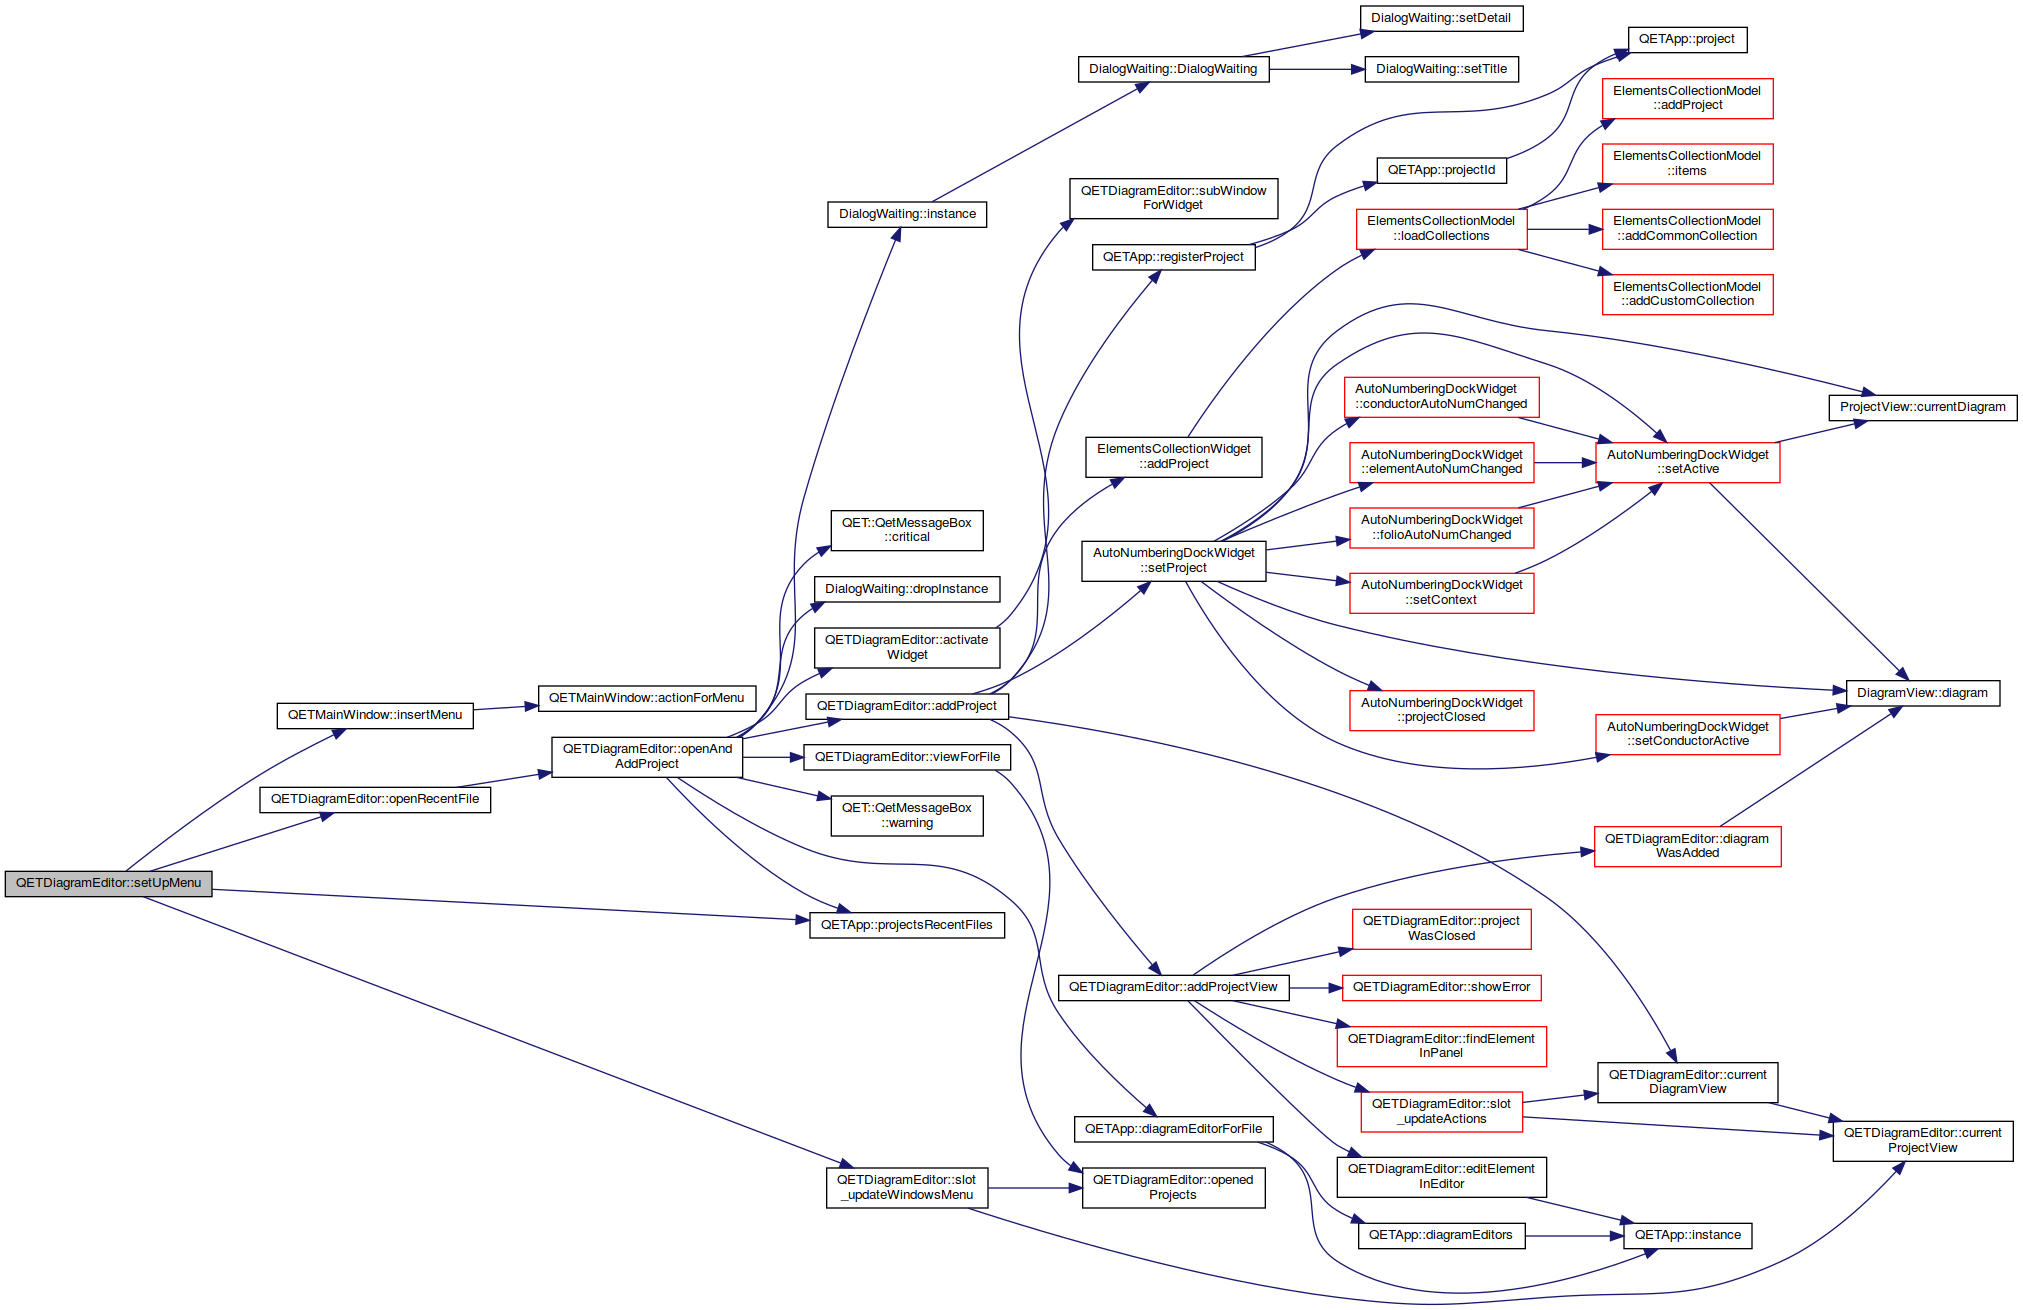 QETDiagramEditor::setUpMenu
QETMainWindow::insertMenu
QETDiagramEditor::openRecentFile
QETMainWindow::actionForMenu
QETDiagramEditor::openAnd
AddProject
DialogWaiting::instance
QET::QetMessageBox
::critical
DialogWaiting::dropInstance
QETDiagramEditor::activate
Widget
QETDiagramEditor::addProject
QETDiagramEditor::viewForFile
QET::QetMessageBox
::warning
QETApp::projectsRecentFiles
QETDiagramEditor::slot
_updateWindowsMenu
DialogWaiting::DialogWaiting
QETDiagramEditor::subWindow
ForWidget
QETApp::registerProject
ElementsCollectionWidget
::addProject
AutoNumberingDockWidget
::setProject
QETDiagramEditor::addProjectView
QETApp::diagramEditorForFile
QETDiagramEditor::opened
Projects
DialogWaiting::setDetail
DialogWaiting::setTitle
QETApp::projectId
ElementsCollectionModel
::loadCollections
AutoNumberingDockWidget
::conductorAutoNumChanged
AutoNumberingDockWidget
::elementAutoNumChanged
AutoNumberingDockWidget
::folioAutoNumChanged
AutoNumberingDockWidget
::setContext
AutoNumberingDockWidget
::projectClosed
QETDiagramEditor::project
WasClosed
QETDiagramEditor::showError
QETDiagramEditor::findElement
InPanel
QETDiagramEditor::slot
_updateActions
QETDiagramEditor::editElement
InEditor
QETApp::diagramEditors
QETApp::project
ElementsCollectionModel
::addProject
ElementsCollectionModel
::items
ElementsCollectionModel
::addCommonCollection
ElementsCollectionModel
::addCustomCollection
AutoNumberingDockWidget
::setActive
AutoNumberingDockWidget
::setConductorActive
QETDiagramEditor::diagram
WasAdded
QETDiagramEditor::current
DiagramView
QETApp::instance
ProjectView::currentDiagram
DiagramView::diagram
QETDiagramEditor::current
ProjectView